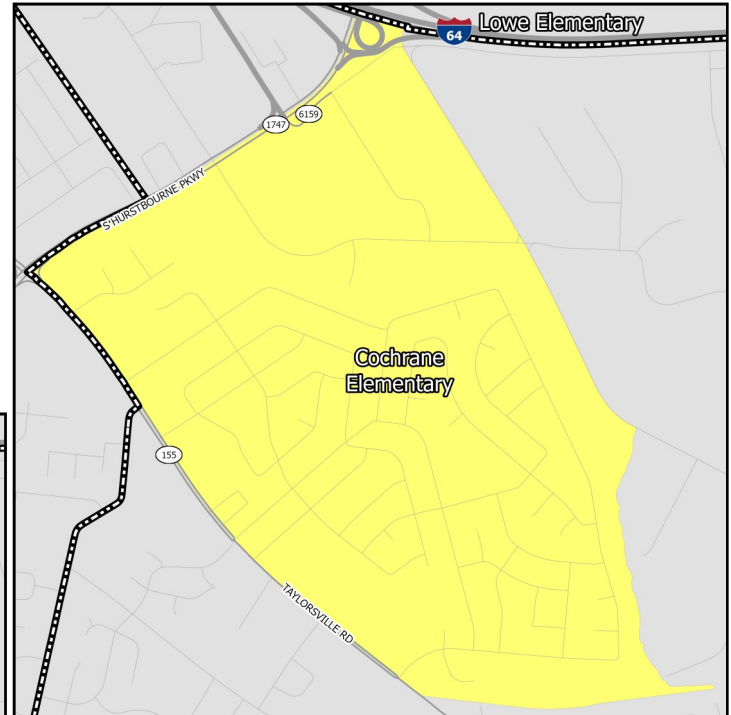 Lowe Elementary
64
1747
6159
S HURSTBOURNE PKWY
Cochrane
Elementary
155
TAYLORSVILLE RD